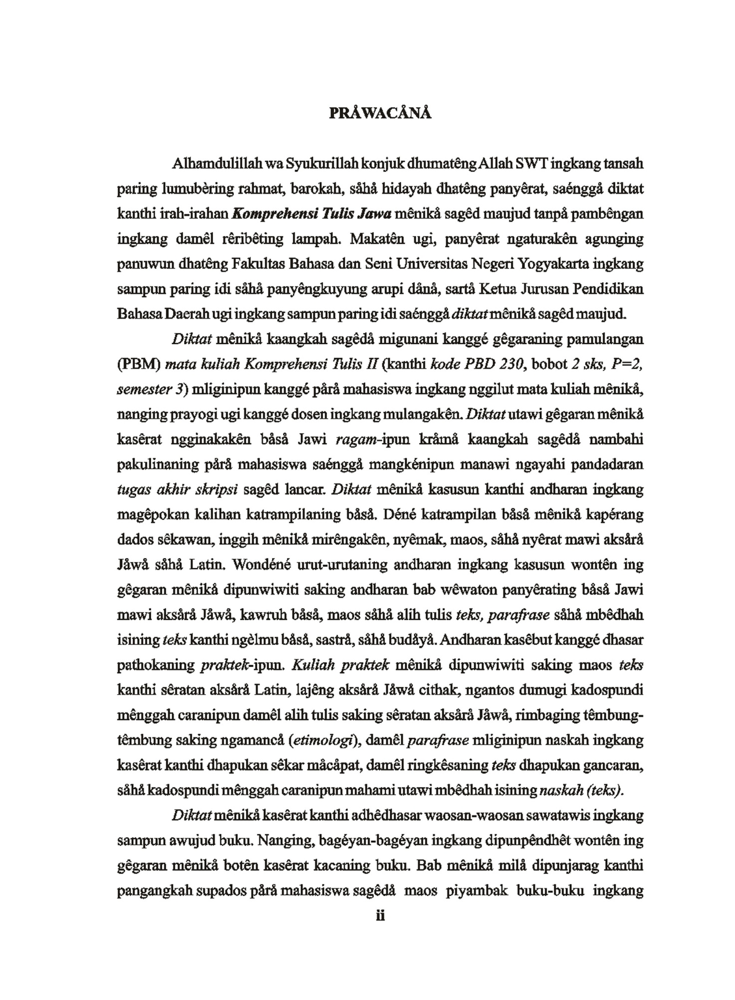 PRÅWACÅNÅ
Alhamdulillah wa Syukurillah konjuk dhumatêng Allah SWT ingkang tansah
paring lumubèring rahmat, barokah, såhå hidayah dhatêng panyêrat, saénggå diktat
kanthi irah-irahan Komprehensi Tulis Jawa mênikå sagêd maujud tanpå pambêngan
ingkang damêl rêribêting lampah. Makatên ugi, panyêrat ngaturakên agunging
panuwun dhatêng Fakultas Bahasa dan Seni Universitas Negeri Yogyakarta ingkang
sampun paring idi såhå panyêngkuyung arupi dånå, sartå Ketua Jurusan Pendidikan
Bahasa Daerah ugi ingkang sampun paring idi saénggå diktat mênikå sagêd maujud.
Diktat mênikå kaangkah sagêdå migunani kanggé gêgaraning pamulangan
(PBM) mata kuliah Komprehensi Tulis II (kanthi kode PBD 230, bobot 2 sks, P=2,
semester 3) mliginipun kanggé pårå mahasiswa ingkang nggilut mata kuliah mênikå,
nanging prayogi ugi kanggé dosen ingkang mulangakên. Diktat utawi gêgaran mênikå
kasêrat ngginakakên båså Jawi ragam-ipun kråmå kaangkah sagêdå nambahi
pakulinaning pårå mahasiswa saénggå mangkénipun manawi ngayahi pandadaran
tugas akhir skripsi sagêd lancar. Diktat mênikå kasusun kanthi andharan ingkang
magêpokan kalihan katrampilaning båså. Déné katrampilan båså mênikå kapérang
dados sêkawan, inggih mênikå mirêngakên, nyêmak, maos, såhå nyêrat mawi aksårå
Jåwå såhå Latin. Wondéné urut-urutaning andharan ingkang kasusun wontên ing
gêgaran mênikå dipunwiwiti saking andharan bab wêwaton panyêrating båså Jawi
mawi aksårå Jåwå, kawruh båså, maos såhå alih tulis teks, parafrase såhå mbêdhah
isining teks kanthi ngèlmu båså, sastrå, såhå budåyå. Andharan kasêbut kanggé dhasar
pathokaning praktek-ipun. Kuliah praktek mênikå dipunwiwiti saking maos teks
kanthi sêratan aksårå Latin, lajêng aksårå Jåwå cithak, ngantos dumugi kadospundi
mênggah caranipun damêl alih tulis saking sêratan aksårå Jåwå, rimbaging têmbung-
têmbung saking ngamancå (etimologi), damêl parafrase mliginipun naskah ingkang
kasêrat kanthi dhapukan sêkar måcåpat, damêl ringkêsaning teks dhapukan gancaran,
såhå kadospundi mênggah caranipun mahami utawi mbêdhah isining naskah (teks).
Diktat mênikå kasêrat kanthi adhêdhasar waosan-waosan sawatawis ingkang
sampun awujud buku. Nanging, bagéyan-bagéyan ingkang dipunpêndhêt wontên ing
gêgaran mênikå botên kasêrat kacaning buku. Bab mênikå milå dipunjarag kanthi
pangangkah supados pårå mahasiswa sagêdå maos piyambak buku-buku ingkang
ii